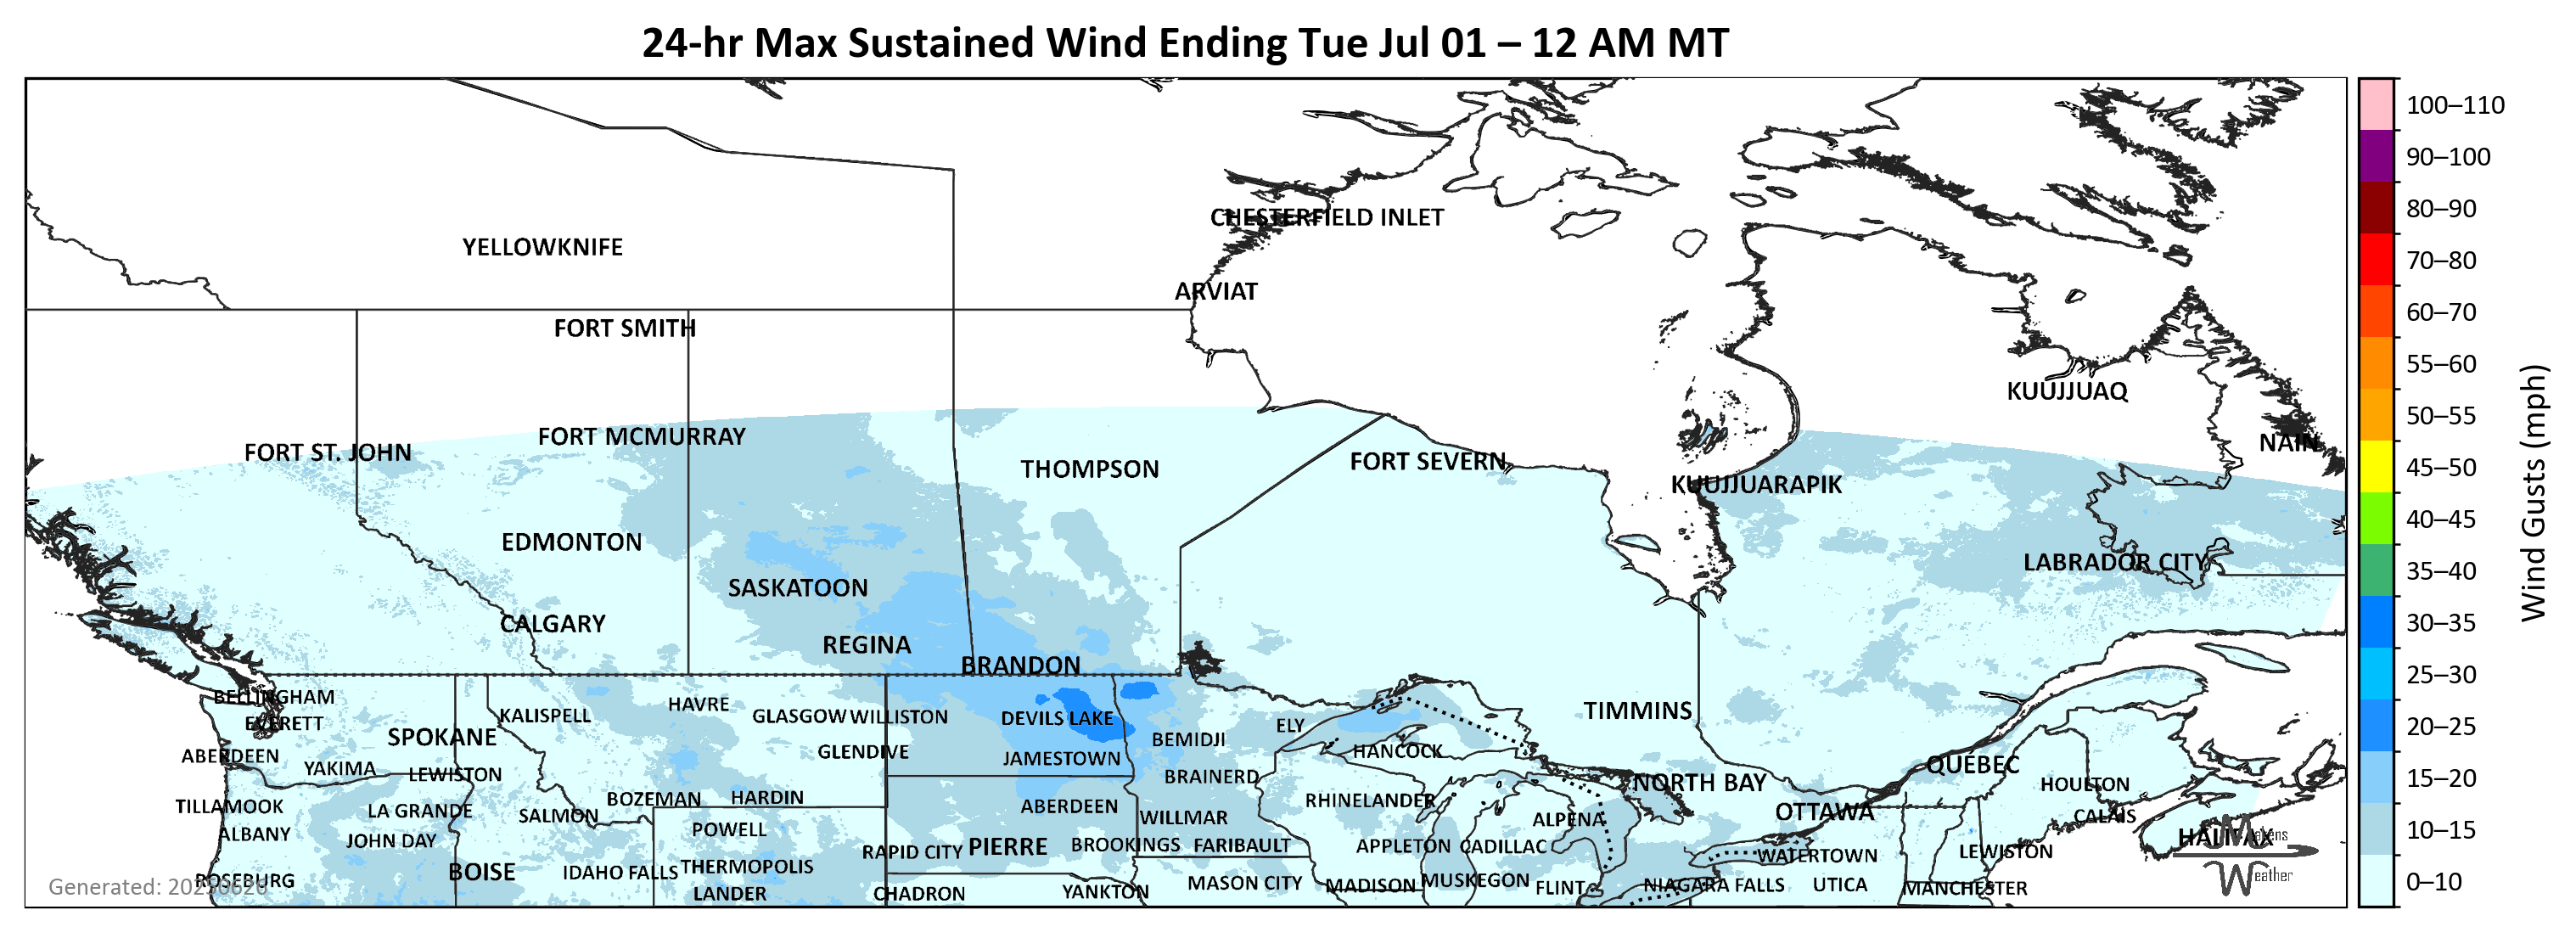 24-hr Max Sustained Wind Ending Tue Jul 01 – 12 AM MT
100–110
90–100
80–90
70–80
60–70
55–60
50–55
45–50
40–45
35–40
30–35
25–30
20–25
15–20
10–15
0–10
Wind Gusts (mph)
CHESTERFIELD INLET
YELLOWKNIFE
ARVIAT
FORT SMITH
KUUJJUAQ
FORT MCMURRAY
NAIN
FORT ST. JOHN
FORT SEVERN
THOMPSON
KUUJJUARAPIK
EDMONTON
LABRADOR CITY
SASKATOON
CALGARY
REGINA
BRANDON
BELLINGHAM
HAVRE
TIMMINS
KALISPELL
GLASGOW
WILLISTON
DEVILS LAKE
EVERETT
ELY
SPOKANE
BEMIDJI
HANCOCK
GLENDIVE
ABERDEEN
JAMESTOWN
QUÉBEC
YAKIMA
LEWISTON
BRAINERD
NORTH BAY
HOULTON
BOZEMAN
HARDIN
RHINELANDER
TILLAMOOK
LA GRANDE
ABERDEEN
OTTAWA
SALMON
CALAIS
WILLMAR
ALPENA
POWELL
ALBANY
HALIFAX
JOHN DAY
BROOKINGS
FARIBAULT
APPLETON
CADILLAC
PIERRE
RAPID CITY
LEWISTON
WATERTOWN
THERMOPOLIS
BOISE
IDAHO FALLS
ROSEBURG
MUSKEGON
MASON CITY
MADISON
NIAGARA FALLS
UTICA
FLINT
MANCHESTER
YANKTON
LANDER
CHADRON
Makens
Weather